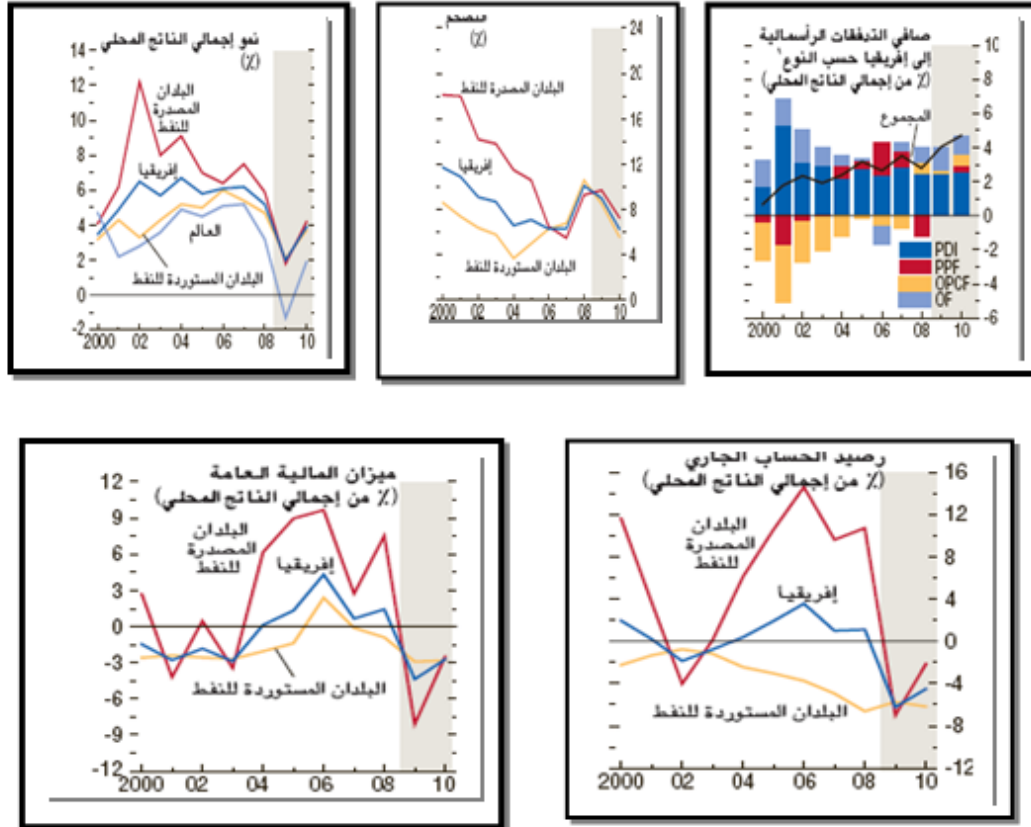 نمو إجمالي الناتج المحلي
(٪)
14
12
10
8
6
4
2
0
-2
البلدان
المصدرة
للنفط
إفريقيا
العالم
البلدان المستوردة للنفط
2000 02 04 06 08 10
التضخم
(٪)
24
20
16
12
8
4
0
البلدان المصدرة للنفط
إفريقيا
البلدان المستوردة للنفط
2000 02 04 06 08 10
صافي التدفقات الرأسمالية
إلى إفريقيا حسب النوع¹
(٪ من إجمالي الناتج المحلي)
المجموع
10
8
6
4
2
0
-2
-4
-6
PDI
PPF
OPCF
OF
2000 02 04 06 08 10
ميزان المالية العامة
(٪ من إجمالي الناتج المحلي)
12
9
6
3
0
-3
-6
-9
-12
البلدان
المصدرة
للنفط
إفريقيا
البلدان المستوردة للنفط
2000 02 04 06 08 10
رصيد الحساب الجاري
(٪ من إجمالي الناتج المحلي)
16
12
8
4
0
-4
-8
-12
البلدان
المصدرة
للنفط
إفريقيا
البلدان المستوردة للنفط
2000 02 04 06 08 10